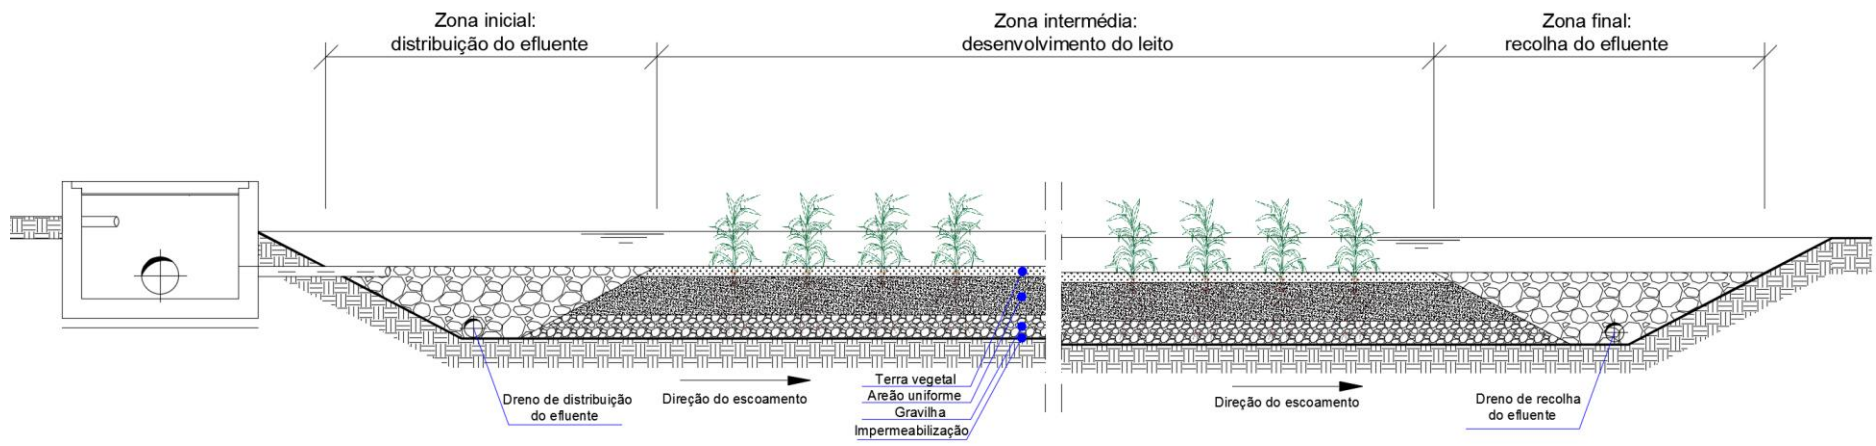 Zona inicial:
distribuição do efluente
Zona intermédia:
desenvolvimento do leito
Zona final:
recolha do efluente
Dreno de distribuição
do efluente
Direção do escoamento
Terra vegetal
Areão uniforme
Gravilha
Impermeabilização
Direção do escoamento
Dreno de recolha
do efluente